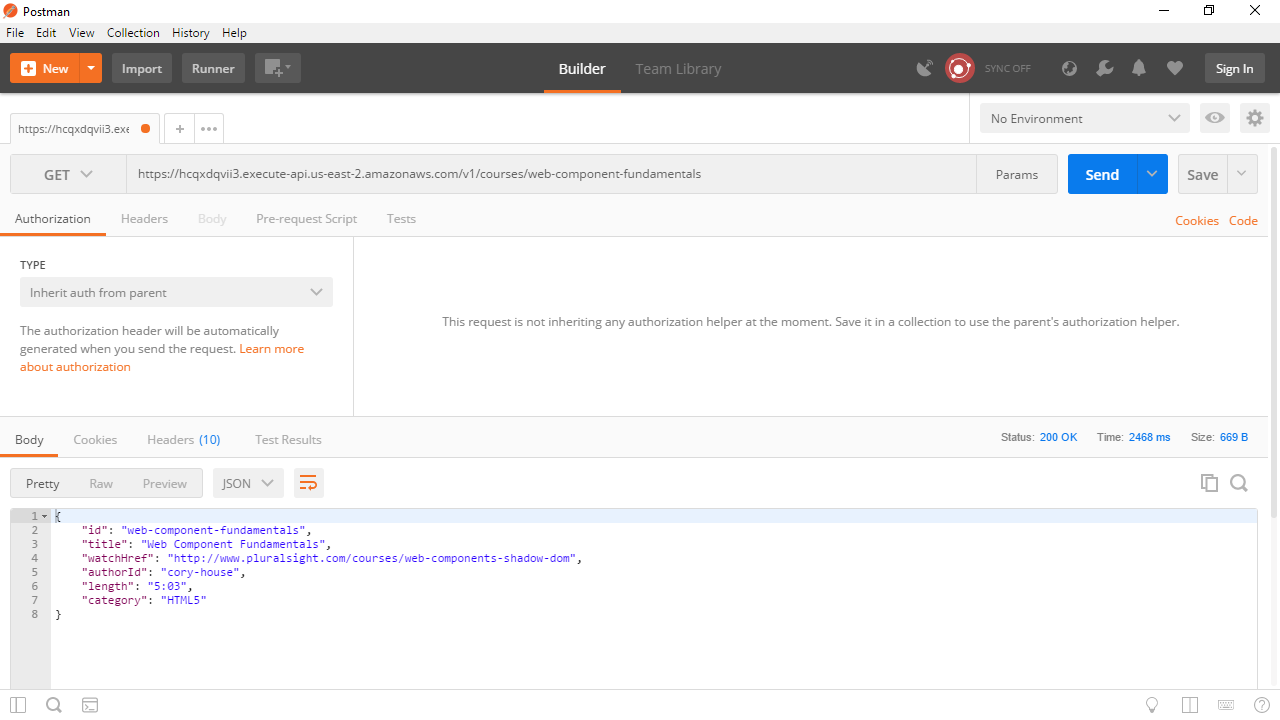 Postman
File Edit View Collection History Help
New Import Runner Builder Team Library SYNC OFF Sign In
https://hcqxdqvii3.exe + ••• No Environment
GET https://hcqxdqvii3.execute-api.us-east-2.amazonaws.com/v1/courses/web-component-fundamentals Params Send Save
Authorization Headers Body Pre-request Script Tests Cookies Code
TYPE
Inherit auth from parent
The authorization header will be automatically
generated when you send the request. Learn more
about authorization
This request is not inheriting any authorization helper at the moment. Save it in a collection to use the parent's authorization helper.
Body Cookies Headers (10) Test Results Status: 200 OK Time: 2468 ms Size: 669 B
Pretty Raw Preview JSON
1 {
2 "id": "web-component-fundamentals",
3 "title": "Web Component Fundamentals",
4 "watchHref": "http://www.pluralsight.com/courses/web-components-shadow-dom",
5 "authorId": "cory-house",
6 "length": "5:03",
7 "category": "HTML5"
8 }